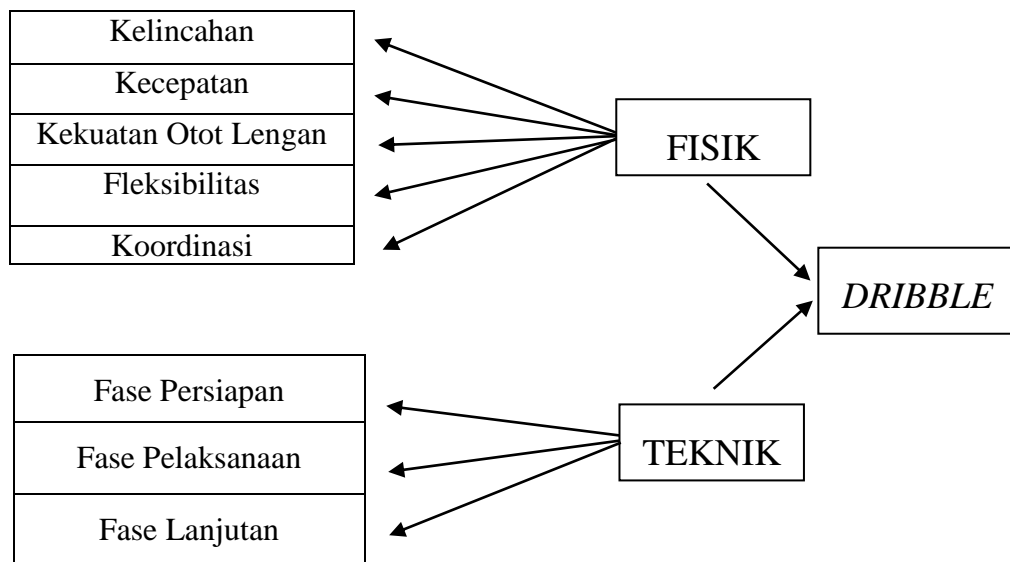 Kelincahan
Kecepatan
Kekuatan Otot Lengan
Fleksibilitas
Koordinasi
FISIK
DRIBBLE
Fase Persiapan
Fase Pelaksanaan
Fase Lanjutan
TEKNIK